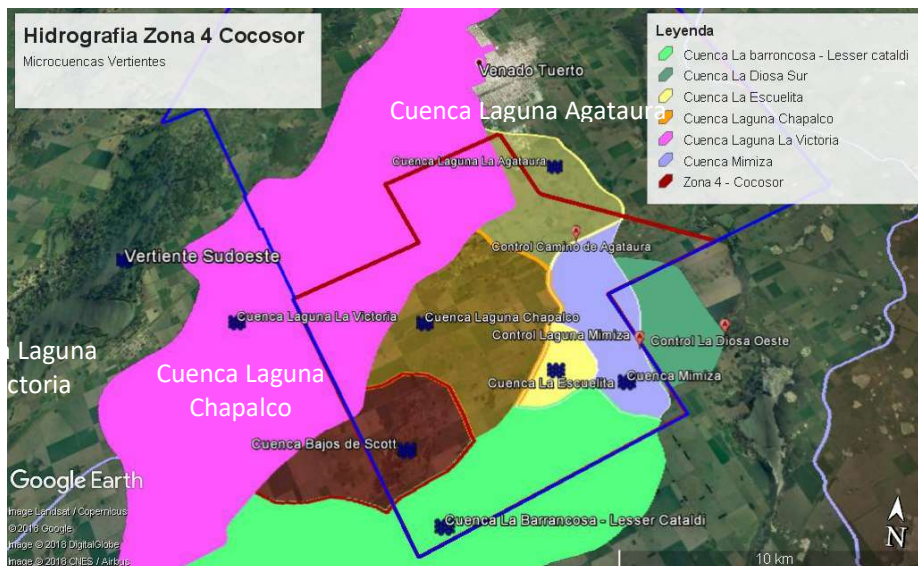 Hidrografia Zona 4 Cocosor
Microcuencas Vertientes
Leyenda
Cuenca La barroncosa - Lesser cataldi
Cuenca La Diosa Sur
Cuenca La Escuelita
Cuenca Laguna Chapalco
Cuenca Laguna La Victoria
Cuenca Mimiza
Zona 4 - Cocosor
Venado Tuerto
Cuenca Laguna Agataura
Cuenca Laguna La Agataura
Control Camino de Agataura
Vertiente Sudoeste
Cuenca Laguna La Victoria
Cuenca Laguna Chapalco
Control Laguna Mimiza
Control La Diosa Oeste
Laguna
ctoria
Cuenca Laguna
Chapalco
Cuenca La Escuelita
Cuenca Mimiza
Cuenca Bajos de Scott
Google Earth
Image Landsat / Copernicus
© 2018 Google
Image © 2018 DigitalGlobe
Image © 2018 CNES / Airbus
Cuenca La Barrancosa - Lesser Cataldi
10 km
N